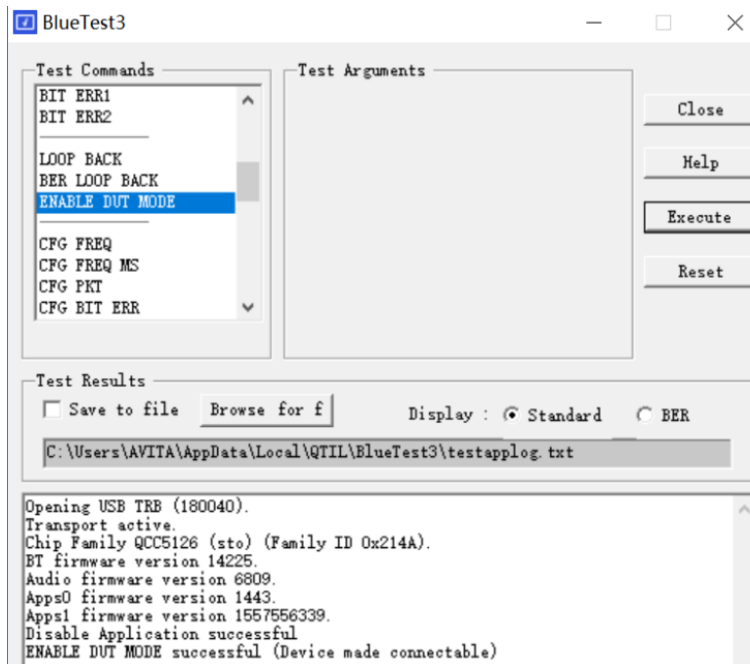 BlueTest3
Test Commands
BIT ERR1
BIT ERR2
LOOP BACK
BER LOOP BACK
ENABLE DUT MODE
CFG FREQ
CFG FREQ MS
CFG PKT
CFG BIT ERR
Test Arguments
Close
Help
Execute
Reset
Test Results
Save to file
Browse for f
Display :
Standard
BER
C:\Users\AVITA\AppData\Local\QTIL\BlueTest3\testapplog.txt
Opening USB TRB (180040).
Transport active.
Chip Family QCC5126 (sto) (Family ID 0x214A).
BT firmware version 14225.
Audio firmware version 6809.
Apps0 firmware version 1443.
Apps1 firmware version 1557556339.
Disable Application successful
ENABLE DUT MODE successful (Device made connectable)